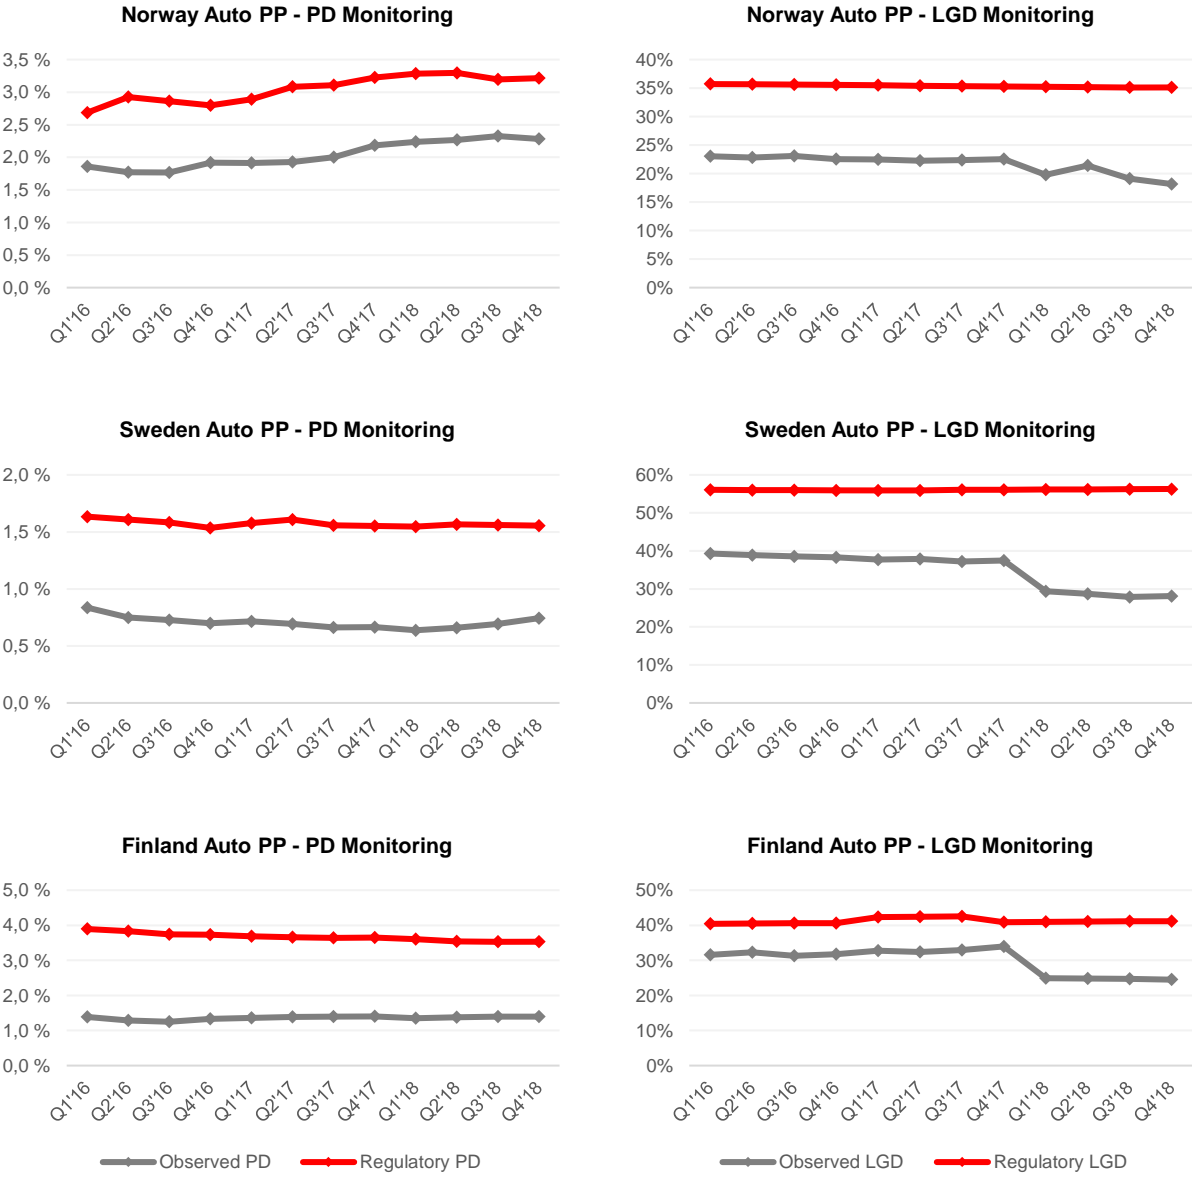 Norway Auto PP - PD Monitoring
3,5 %
3,0 %
2,5 %
2,0 %
1,5 %
1,0 %
0,5 %
0,0 %
Q1'16 Q2'16 Q3'16 Q4'16 Q1'17 Q2'17 Q3'17 Q4'17 Q1'18 Q2'18 Q3'18 Q4'18
Norway Auto PP - LGD Monitoring
40%
35%
30%
25%
20%
15%
10%
5%
0%
Q1'16 Q2'16 Q3'16 Q4'16 Q1'17 Q2'17 Q3'17 Q4'17 Q1'18 Q2'18 Q3'18 Q4'18
Sweden Auto PP - PD Monitoring
2,0 %
1,5 %
1,0 %
0,5 %
0,0 %
Q1'16 Q2'16 Q3'16 Q4'16 Q1'17 Q2'17 Q3'17 Q4'17 Q1'18 Q2'18 Q3'18 Q4'18
Sweden Auto PP - LGD Monitoring
60%
50%
40%
30%
20%
10%
0%
Q1'16 Q2'16 Q3'16 Q4'16 Q1'17 Q2'17 Q3'17 Q4'17 Q1'18 Q2'18 Q3'18 Q4'18
Finland Auto PP - PD Monitoring
5,0 %
4,0 %
3,0 %
2,0 %
1,0 %
0,0 %
Q1'16 Q2'16 Q3'16 Q4'16 Q1'17 Q2'17 Q3'17 Q4'17 Q1'18 Q2'18 Q3'18 Q4'18
Observed PD Regulatory PD
Finland Auto PP - LGD Monitoring
50%
40%
30%
20%
10%
0%
Q1'16 Q2'16 Q3'16 Q4'16 Q1'17 Q2'17 Q3'17 Q4'17 Q1'18 Q2'18 Q3'18 Q4'18
Observed LGD Regulatory LGD